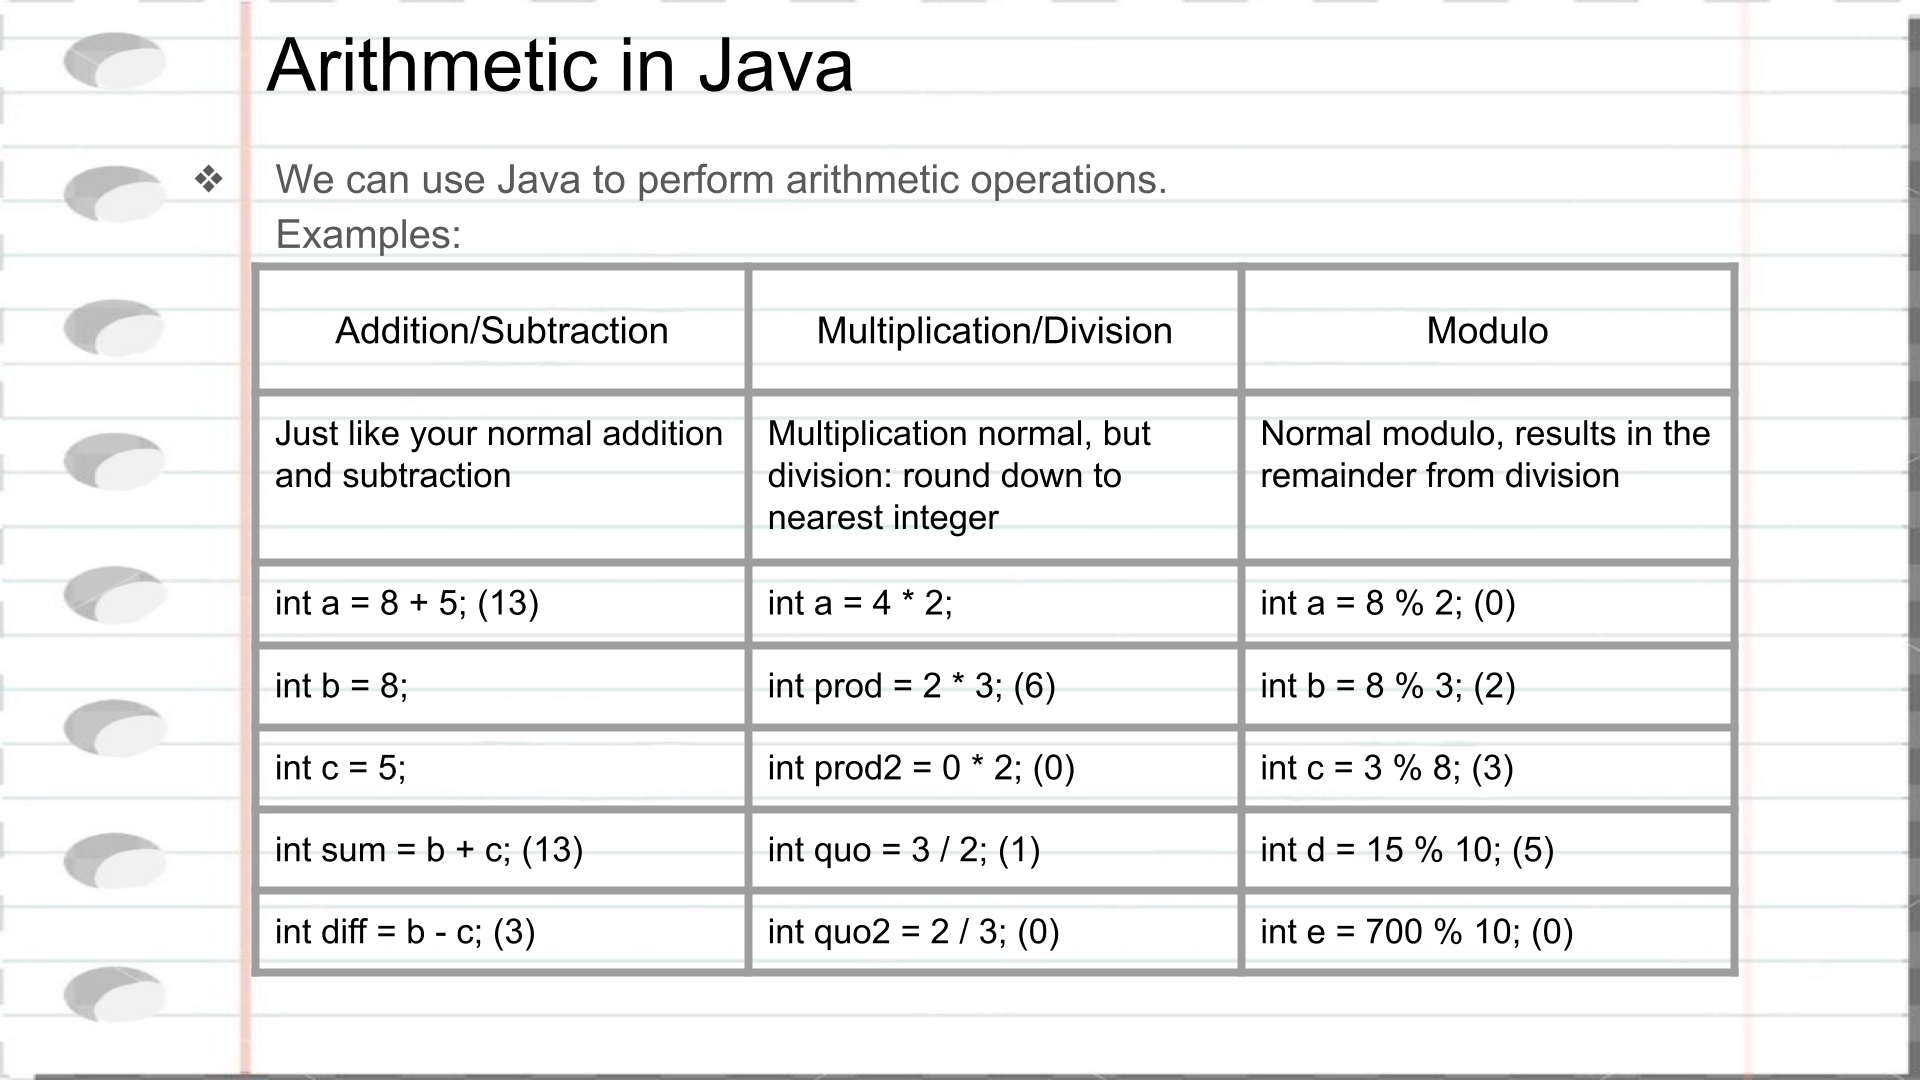 Arithmetic in Java
❖ We can use Java to perform arithmetic operations.
Examples:
Addition/Subtraction
Multiplication/Division
Modulo
Just like your normal addition
and subtraction
Multiplication normal, but
division: round down to
nearest integer
Normal modulo, results in the
remainder from division
int a = 8 + 5; (13)
int a = 4 * 2;
int a = 8 % 2; (0)
int b = 8;
int prod = 2 * 3; (6)
int b = 8 % 3; (2)
int c = 5;
int prod2 = 0 * 2; (0)
int c = 3 % 8; (3)
int sum = b + c; (13)
int quo = 3 / 2; (1)
int d = 15 % 10; (5)
int diff = b - c; (3)
int quo2 = 2 / 3; (0)
int e = 700 % 10; (0)